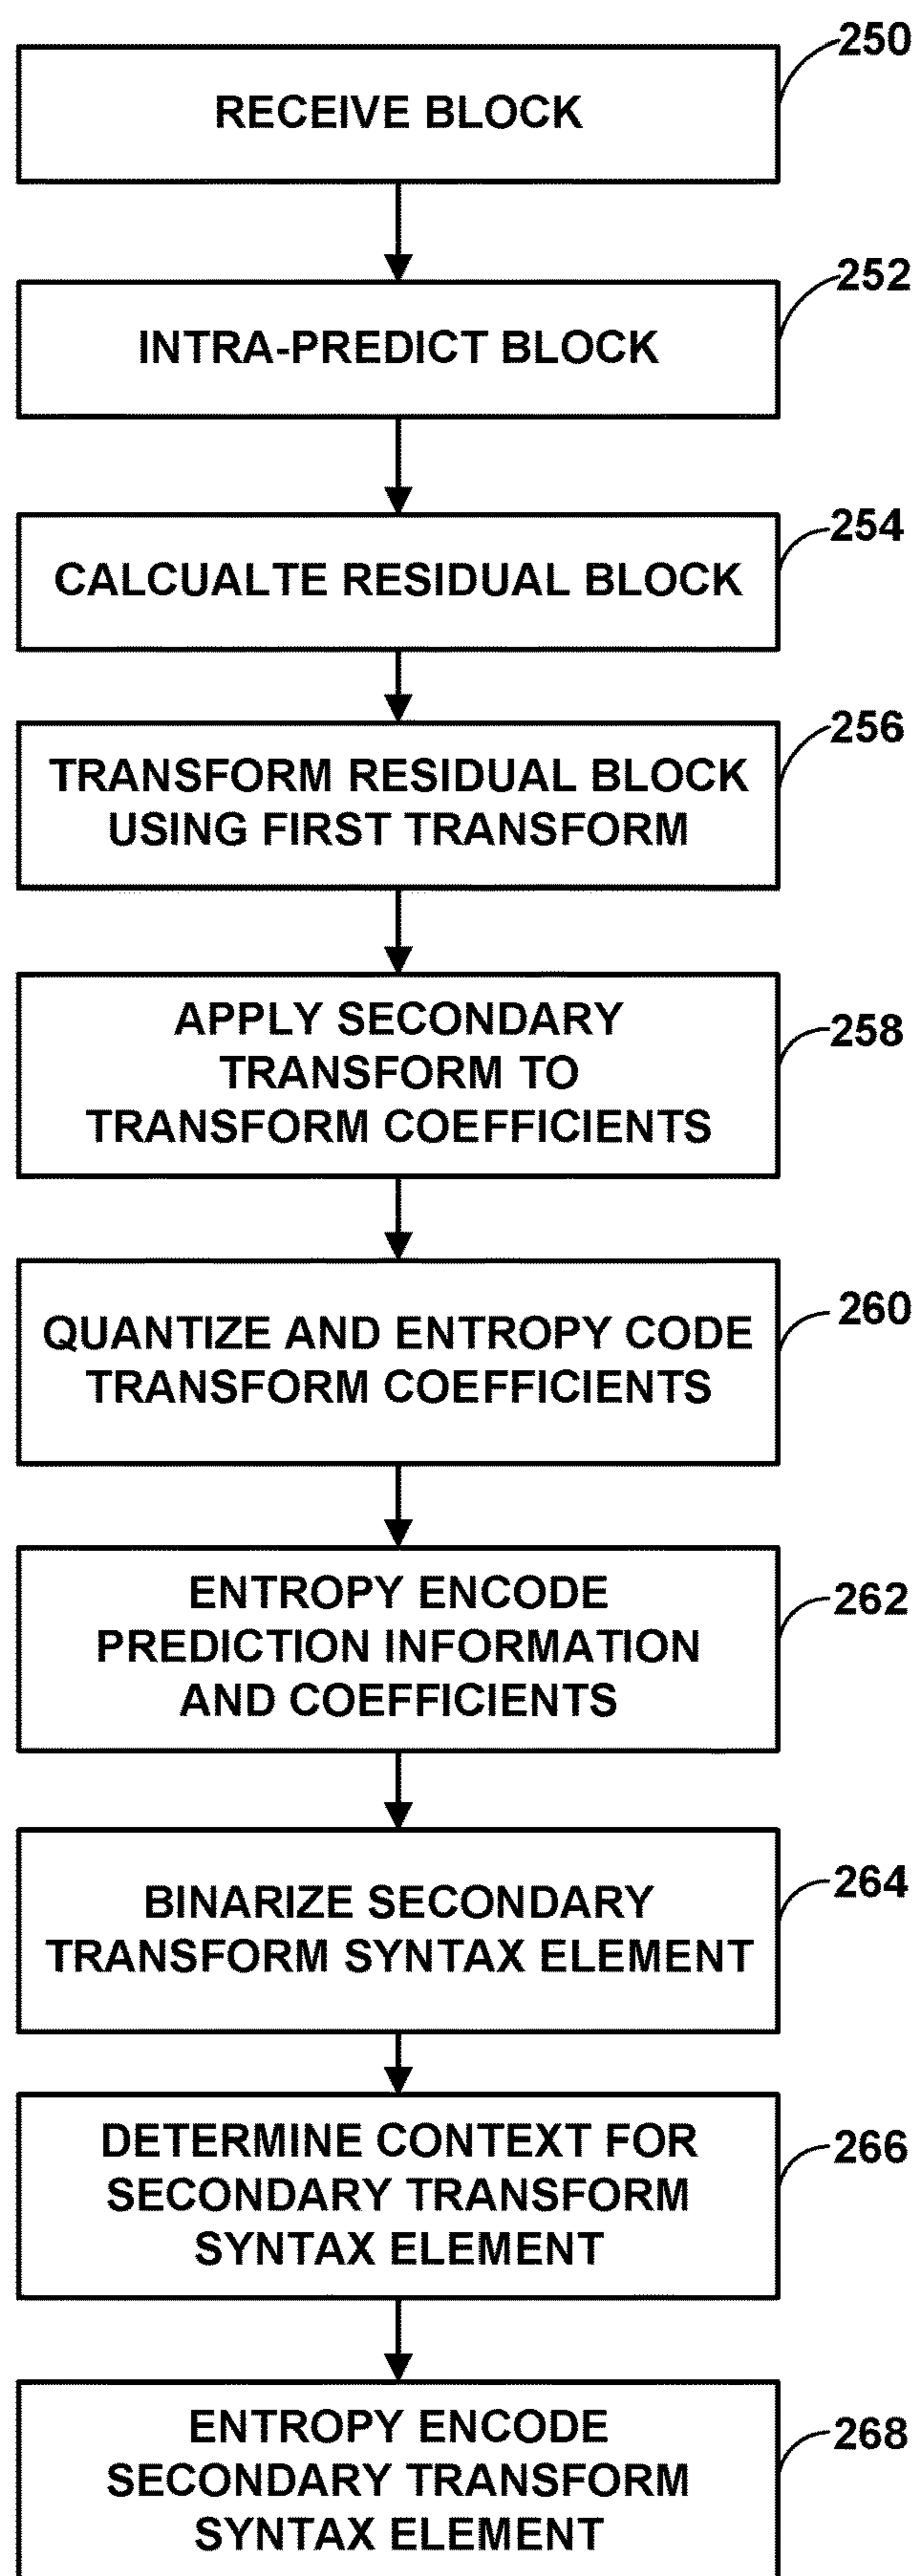 250
RECEIVE BLOCK
252
INTRA-PREDICT BLOCK
254
CALCUALTE RESIDUAL BLOCK
256
TRANSFORM RESIDUAL BLOCK
USING FIRST TRANSFORM
258
APPLY SECONDARY
TRANSFORM TO
TRANSFORM COEFFICIENTS
260
QUANTIZE AND ENTROPY CODE
TRANSFORM COEFFICIENTS
262
ENTROPY ENCODE
PREDICTION INFORMATION
AND COEFFICIENTS
264
BINARIZE SECONDARY
TRANSFORM SYNTAX ELEMENT
266
DETERMINE CONTEXT FOR
SECONDARY TRANSFORM
SYNTAX ELEMENT
268
ENTROPY ENCODE
SECONDARY TRANSFORM
SYNTAX ELEMENT